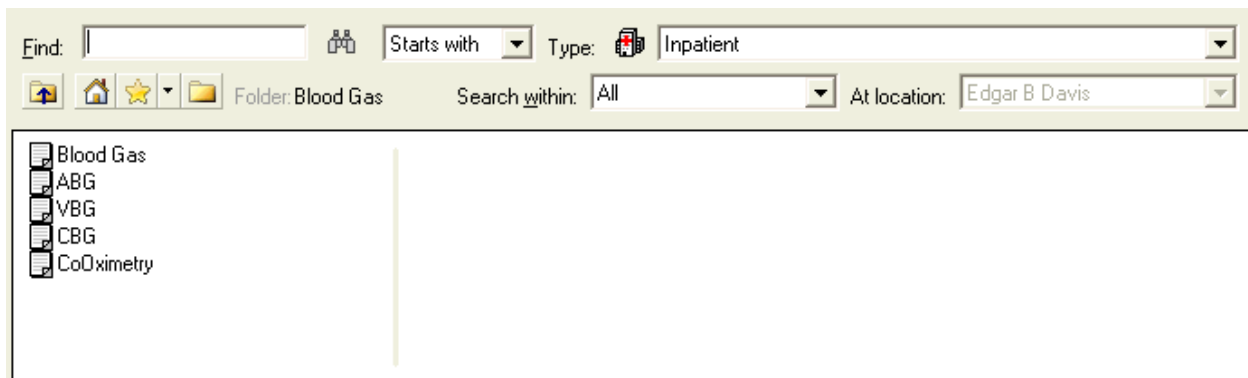 Find: Starts with Type: Inpatient
Folder: Blood Gas Search within: All At location: Edgar B Davis
Blood Gas
ABG
VBG
CBG
CoOximetry